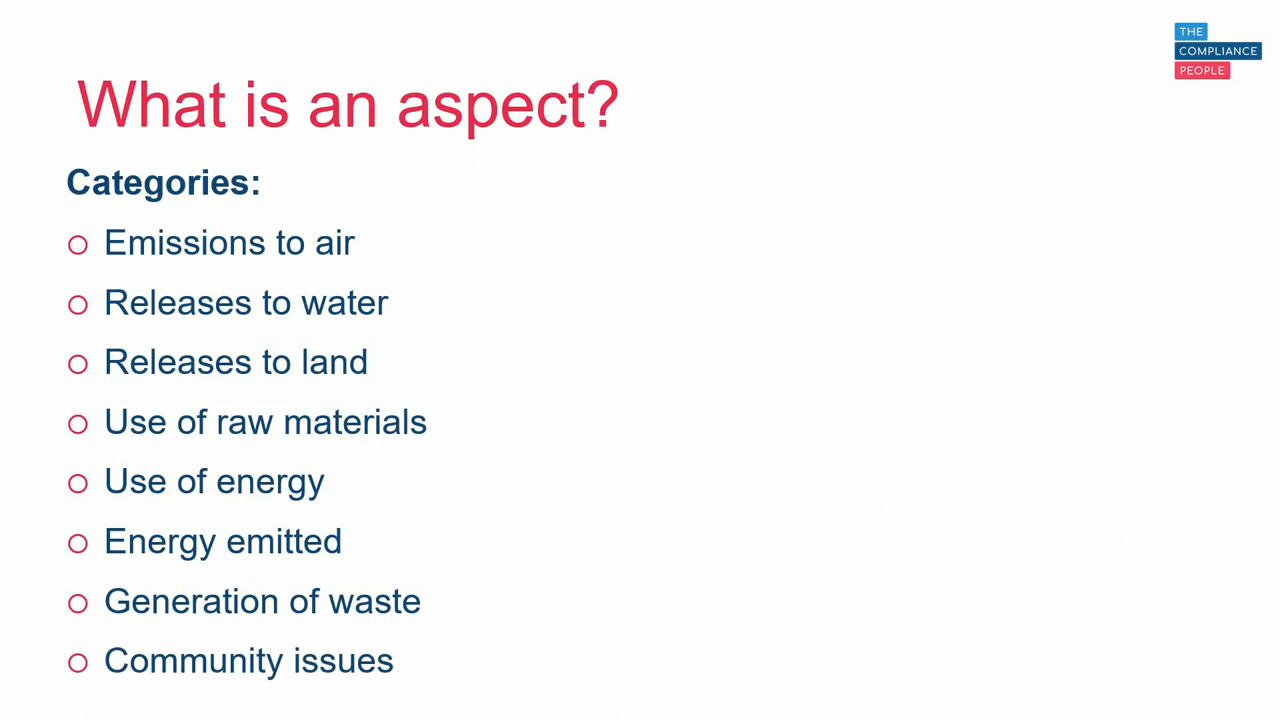 THE
COMPLIANCE
PEOPLE
What is an aspect?
Categories:
Emissions to air
Releases to water
Releases to land
Use of raw materials
Use of energy
Energy emitted
Generation of waste
Community issues